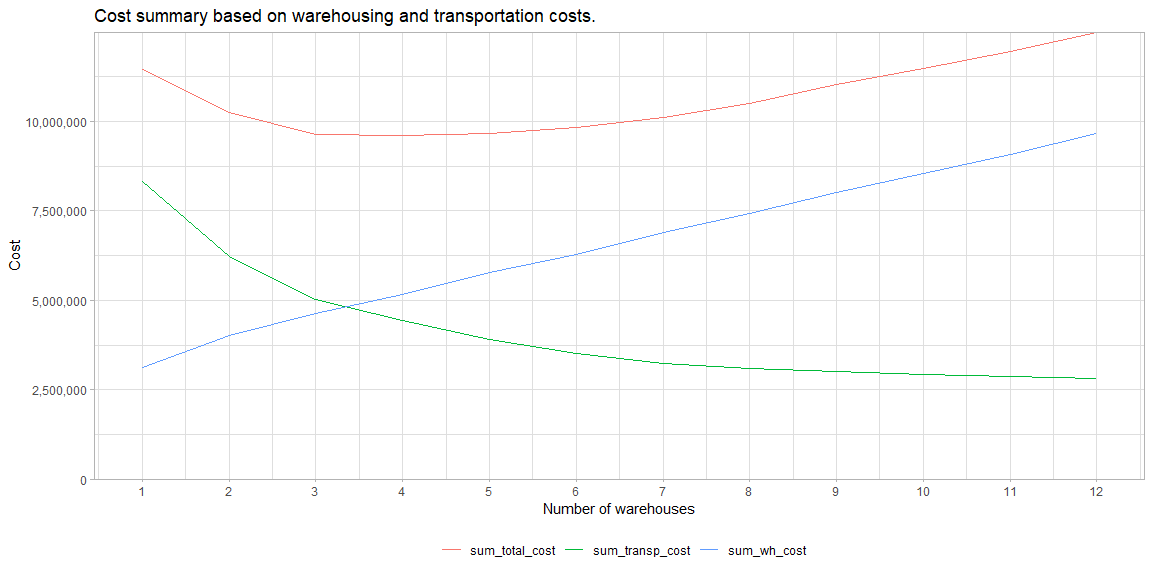 Cost summary based on warehousing and transportation costs.
10,000,000
7,500,000
5,000,000
2,500,000
0
Cost
1 2 3 4 5 6 7 8 9 10 11 12
Number of warehouses
sum_total_cost sum_transp_cost sum_wh_cost